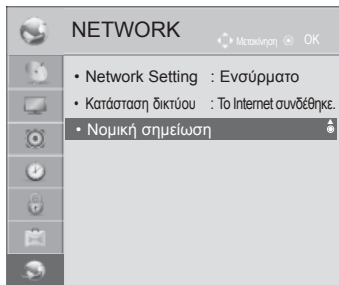 NETWORK
Μετακίνηση OK
• Network Setting : Ενσύρματο
• Κατάσταση δικτύου : Το Internet συνδέθηκε.
• Νομική σημείωση